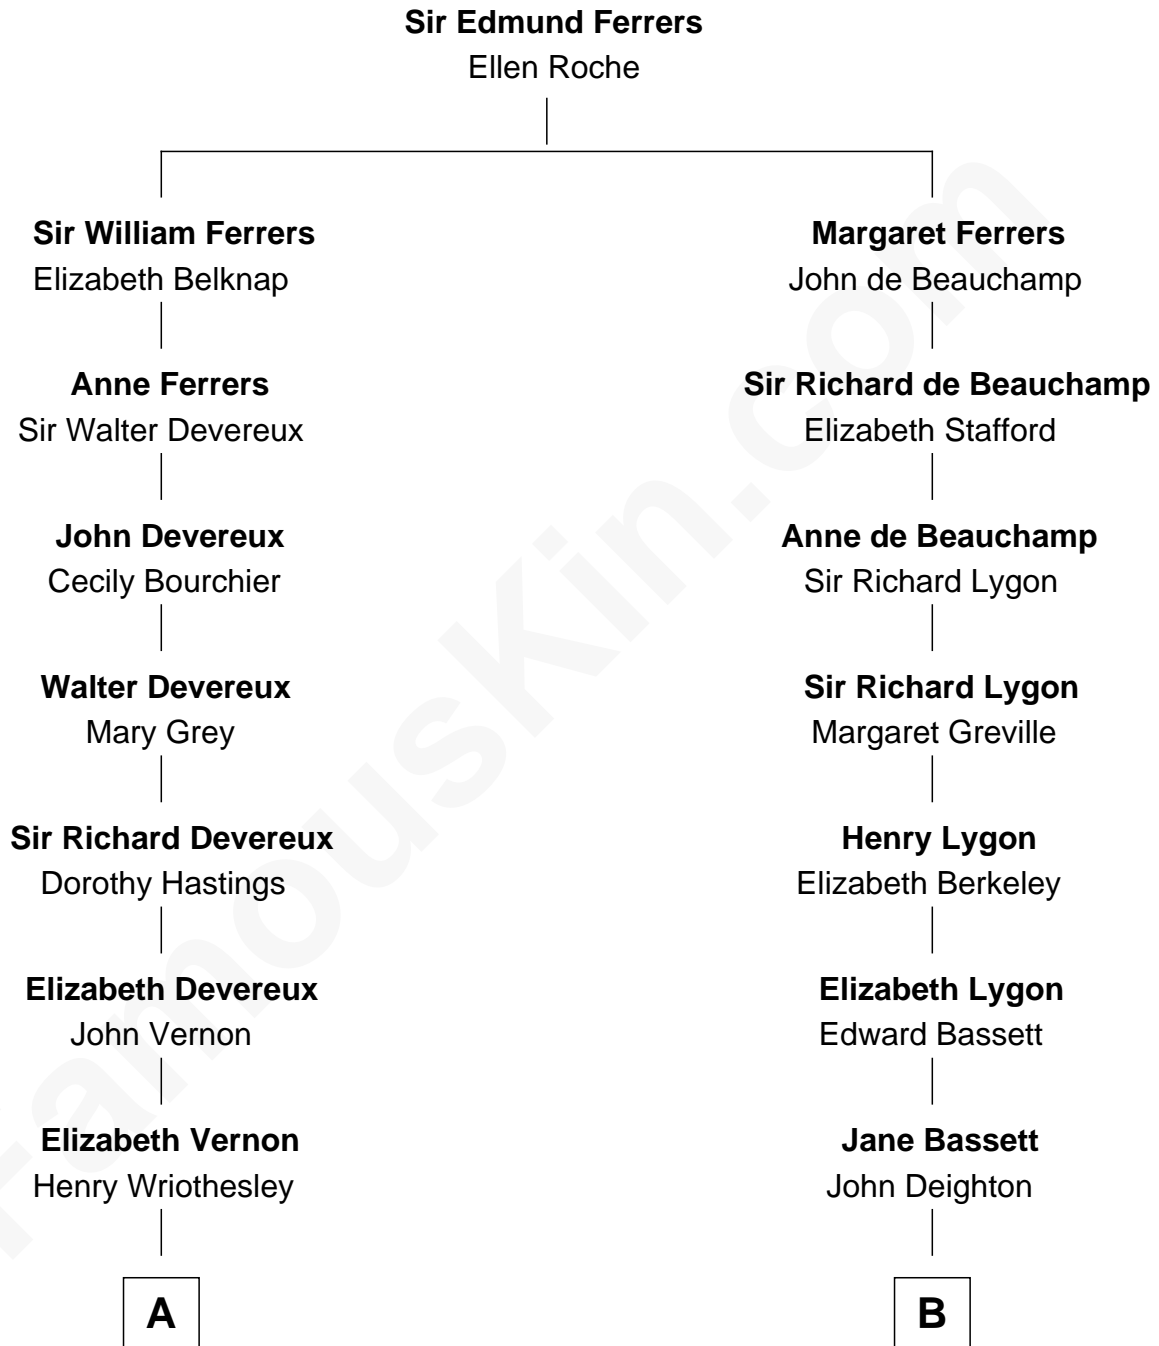 Sir Edmund Ferrers
Ellen Roche
Sir William Ferrers
Elizabeth Belknap
Margaret Ferrers
John de Beauchamp
Anne Ferrers
Sir Walter Devereux
Sir Richard de Beauchamp
Elizabeth Stafford
John Devereux
Cecily Bourchier
Anne de Beauchamp
Sir Richard Lygon
Walter Devereux
Mary Grey
Sir Richard Lygon
Margaret Greville
Sir Richard Devereux
Dorothy Hastings
Henry Lygon
Elizabeth Berkeley
Elizabeth Devereux
John Vernon
Elizabeth Lygon
Edward Bassett
Elizabeth Vernon
Henry Wriothesley
Jane Bassett
John Deighton
A
B
FamousKin.com